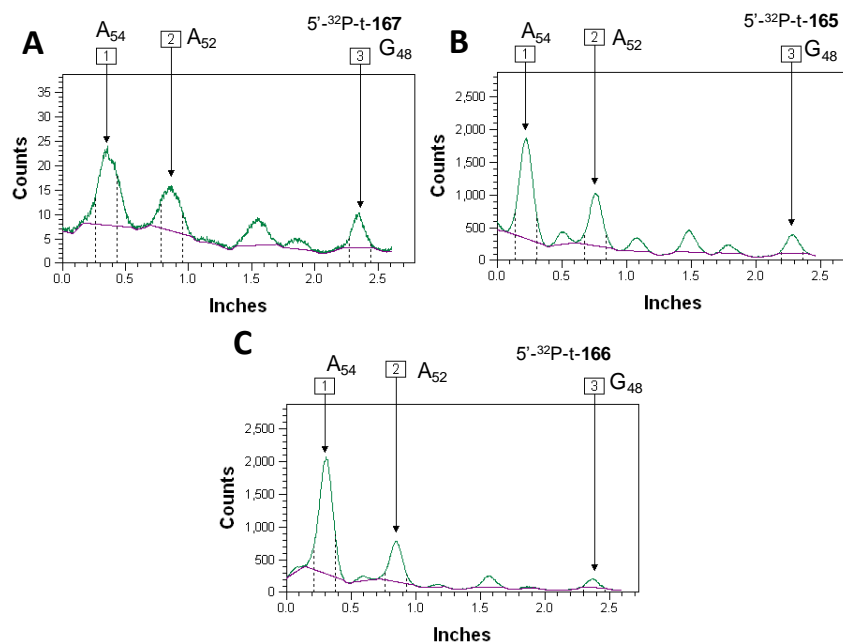 A
A₅₄
1
2
A₅₂
5'-³²P-t-167
3
G₄₈
Counts
35
30
25
20
15
10
5
0
0.0
0.5
1.0
1.5
2.0
2.5
Inches
B
A₅₄
1
2
A₅₂
5'-³²P-t-165
3
G₄₈
Counts
2,500
2,000
1,500
1,000
500
0
0.0
0.5
1.0
1.5
2.0
2.5
Inches
C
A₅₄
1
2
A₅₂
5'-³²P-t-166
3
G₄₈
Counts
2,500
2,000
1,500
1,000
500
0
0.0
0.5
1.0
1.5
2.0
2.5
Inches